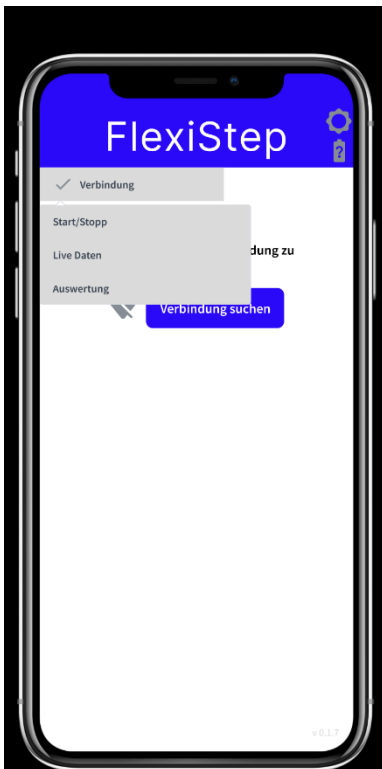 FlexiStep
?
Verbindung
Start/Stopp
Live Daten
dung zu
Auswertung
Verbindung suchen
v 0.1.7